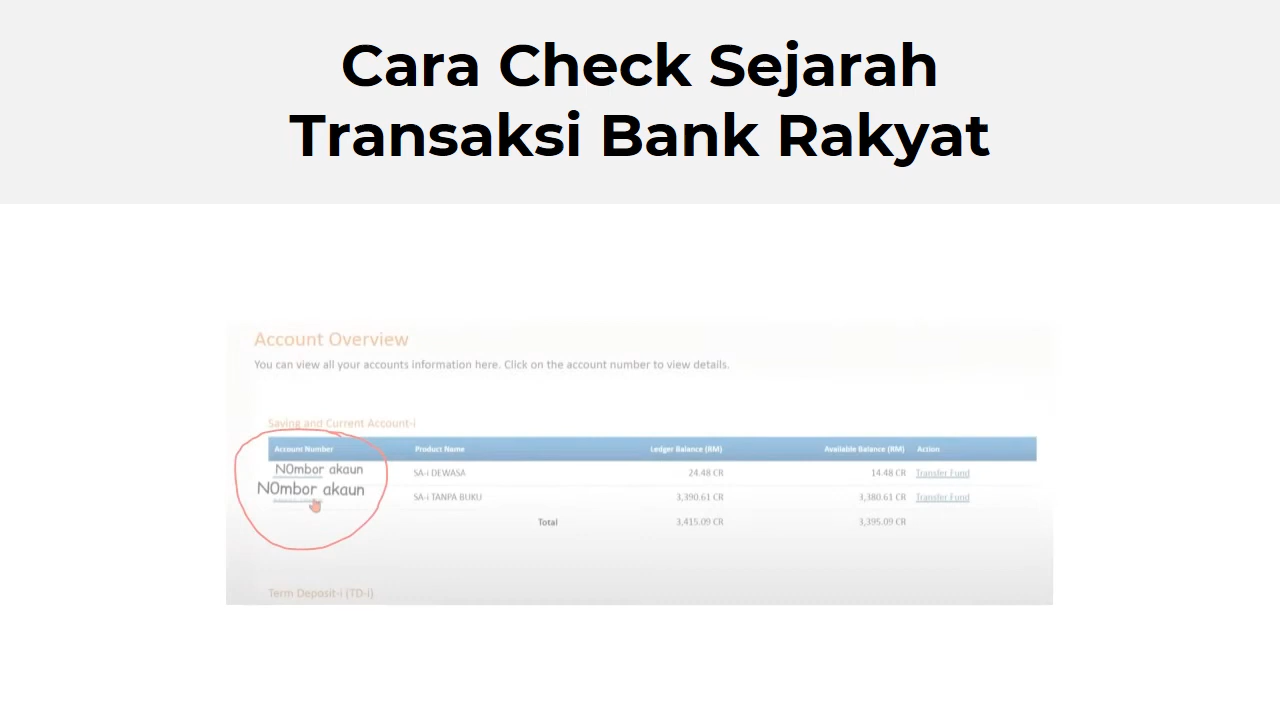 Cara Check Sejarah
Transaksi Bank Rakyat
Account Overview
You can view all your accounts information here. Click on the account number to view details.
Saving and Current Account-i
Account Number Product Name Ledger Balance (RM) Available Balance (RM) Action
NOmbor akaun SA-i DEWASA 24.48 CR 14.48 CR Transfer Fund
NOmbor akaun SA-i TANPA BUKU 3,390.61 CR 3,380.61 CR Transfer Fund
Total 3,415.09 CR 3,395.09 CR
Term Deposit-i (TD-i)